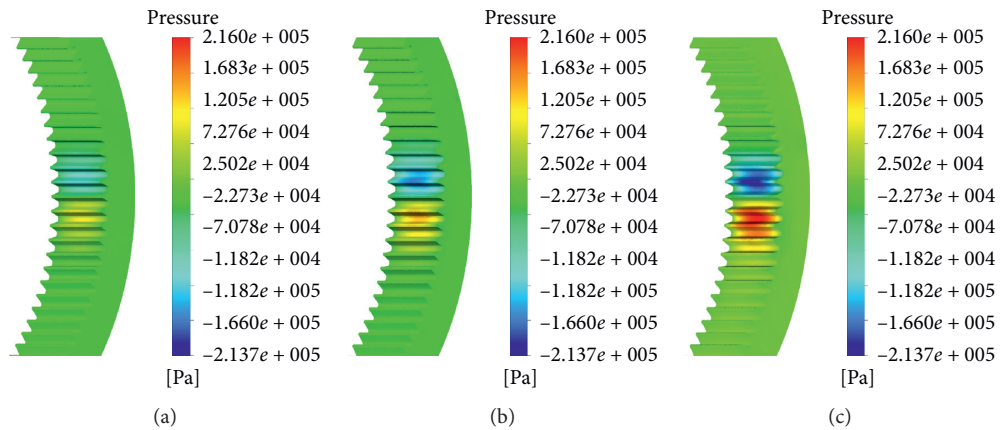 Pressure
2.160e + 005
1.683e + 005
1.205e + 005
7.276e + 004
2.502e + 004
−2.273e + 004
−7.078e + 004
−1.182e + 004
−1.182e + 005
−1.660e + 005
−2.137e + 005
[Pa]
(a)
Pressure
2.160e + 005
1.683e + 005
1.205e + 005
7.276e + 004
2.502e + 004
−2.273e + 004
−7.078e + 004
−1.182e + 004
−1.182e + 005
−1.660e + 005
−2.137e + 005
[Pa]
(b)
Pressure
2.160e + 005
1.683e + 005
1.205e + 005
7.276e + 004
2.502e + 004
−2.273e + 004
−7.078e + 004
−1.182e + 004
−1.182e + 005
−1.660e + 005
−2.137e + 005
[Pa]
(c)